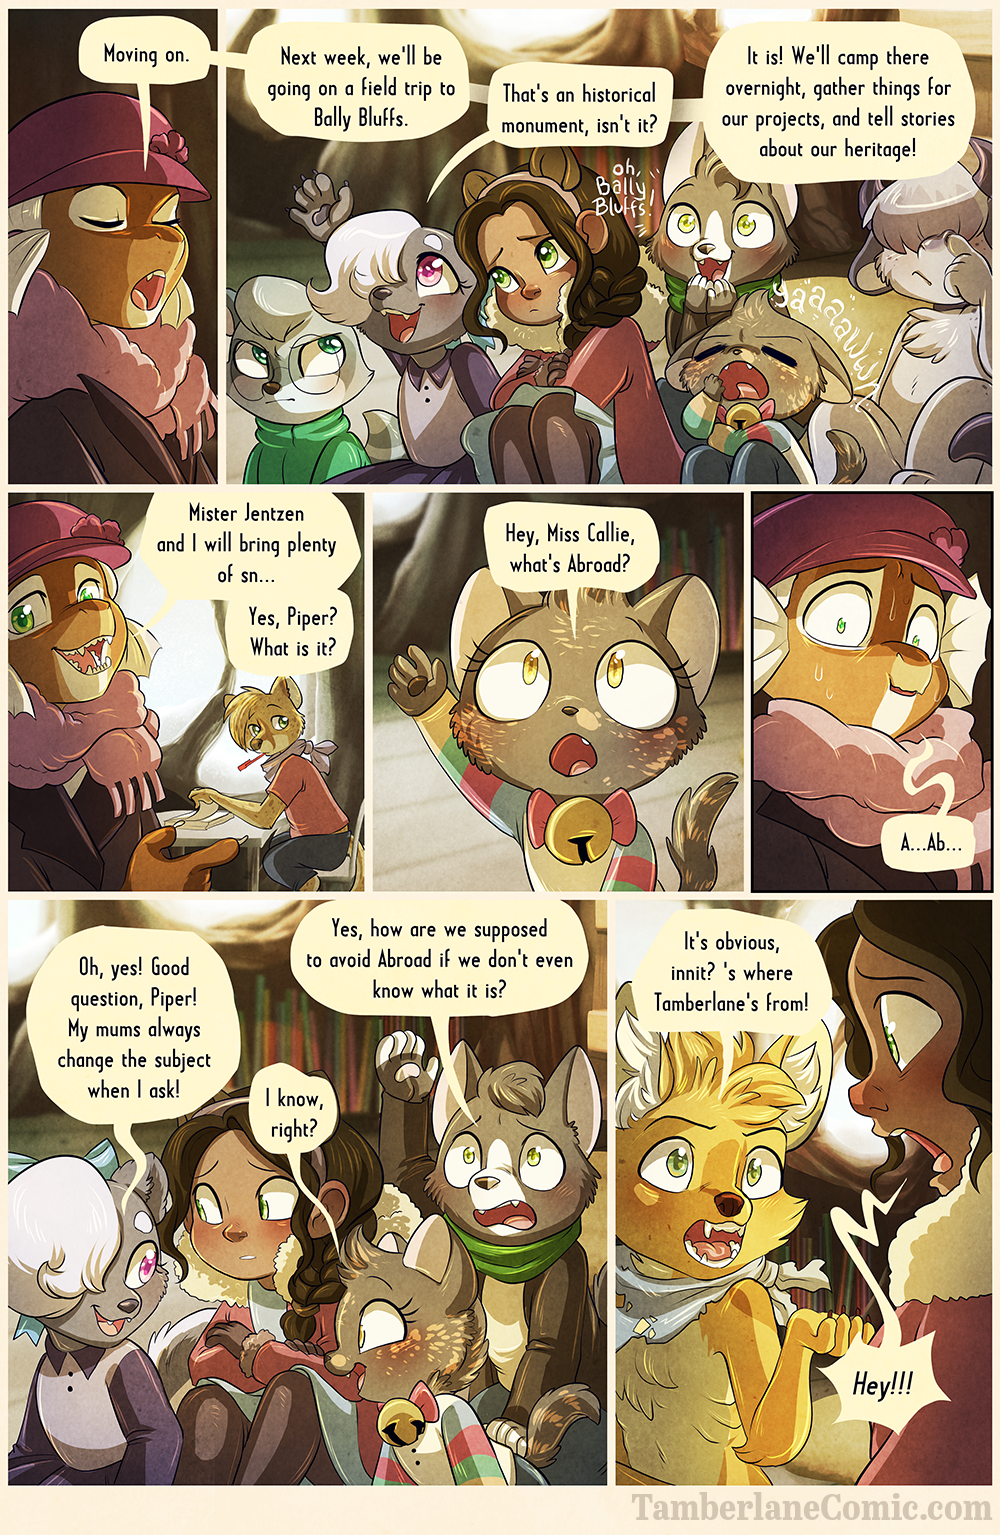 Moving on.
Next week, we'll be
going on a field trip to
Bally Bluffs.
That's an historical
monument, isn't it?
It is! We'll camp there
overnight, gather things for
our projects, and tell stories
about our heritage!
oh,
Bally
Bluffs!
yaaaawwn
Mister Jentzen
and I will bring plenty
of sn...
Yes, Piper?
What is it?
Hey, Miss Callie,
what's Abroad?
A...Ab...
Oh, yes! Good
question, Piper!
My mums always
change the subject
when I ask!
I know,
right?
Yes, how are we supposed
to avoid Abroad if we don't even
know what it is?
It's obvious,
innit? 's where
Tamberlane's from!
Hey!!!
TamberlaneComic.com